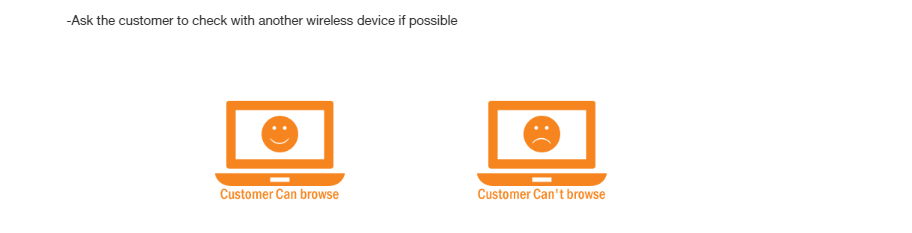 -Ask the customer to check with another wireless device if possible
Customer Can browse
Customer Can't browse